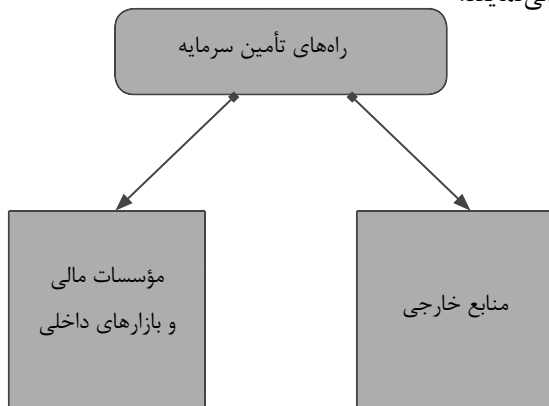 راه‌های تأمین سرمایه
منابع خارجی
مؤسسات مالی
و بازارهای داخلی